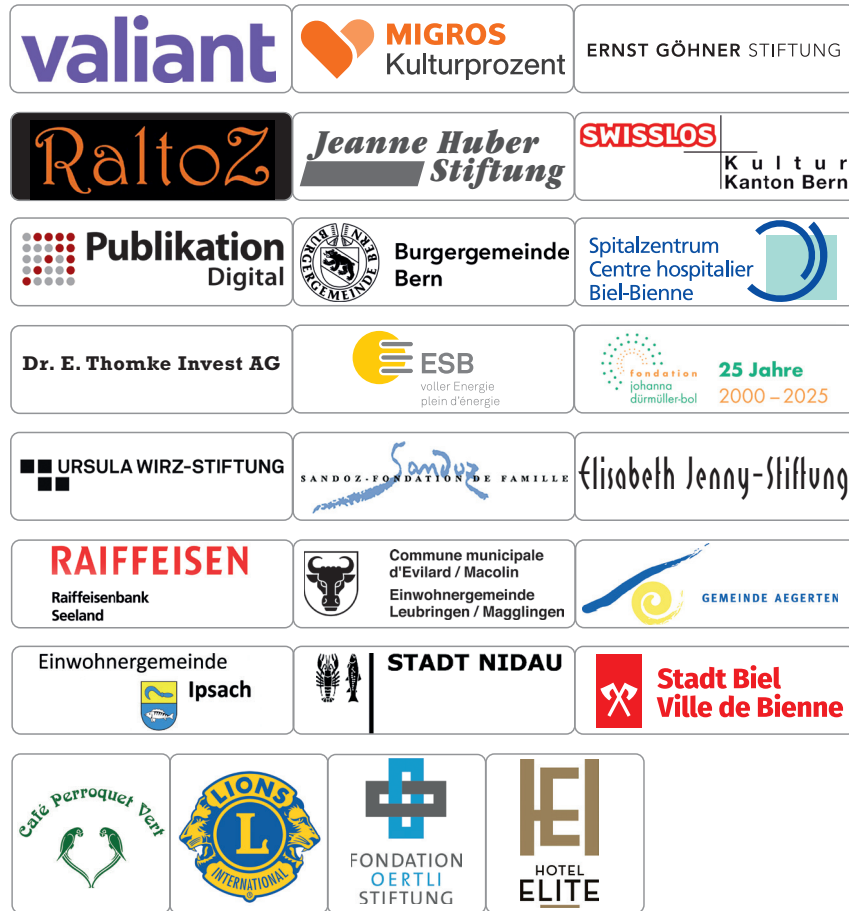 valiant
MIGROS
Kulturprozent
ERNST GÖHNER STIFTUNG
RaltoZ
Jeanne Huber
Stiftung
SWISSLOS
Kultur
Kanton Bern
Publikation
Digital
BURGERGEMEINDE BERN
Burgergemeinde
Bern
Spitalzentrum
Centre hospitalier
Biel-Bienne
Dr. E. Thomke Invest AG
ESB
voller Energie
plein d'énergie
fondation
johanna
dürmüller-bol
25 Jahre
2000 – 2025
URSULA WIRZ-STIFTUNG
Sandoz
SANDOZ-FONDATION DE FAMILLE
Elisabeth Jenny-Stiftung
RAIFFEISEN
Raiffeisenbank
Seeland
Commune municipale
d'Evilard / Macolin
Einwohnergemeinde
Leubringen / Magglingen
GEMEINDE AEGERTEN
Einwohnergemeinde
Ipsach
STADT NIDAU
Stadt Biel
Ville de Bienne
Café Perroquet Vert
LIONS
L
INTERNATIONAL
®
FONDATION
OERTLI
STIFTUNG
HOTEL
ELITE